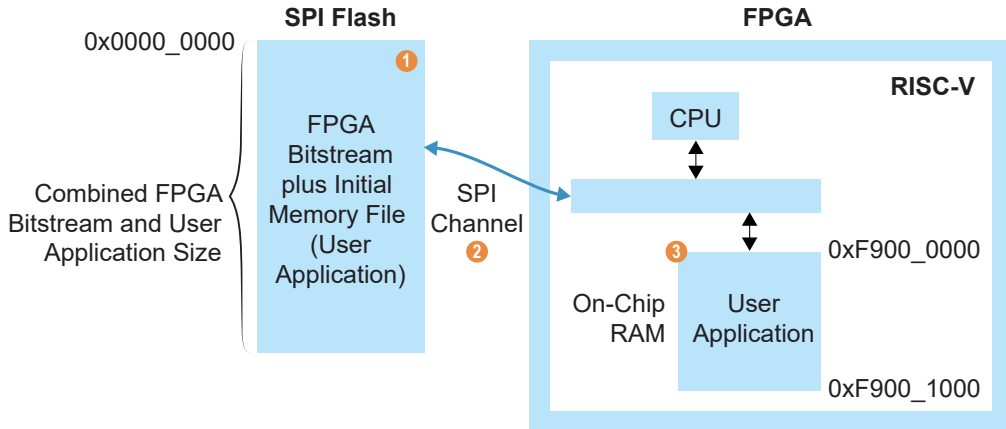 SPI Flash
FPGA
0x0000_0000
1
RISC-V
FPGA
Bitstream
plus Initial
Memory File
(User
Application)
CPU
Combined FPGA
Bitstream and User
Application Size
SPI
Channel
2
3
0xF900_0000
On-Chip
RAM
User
Application
0xF900_1000